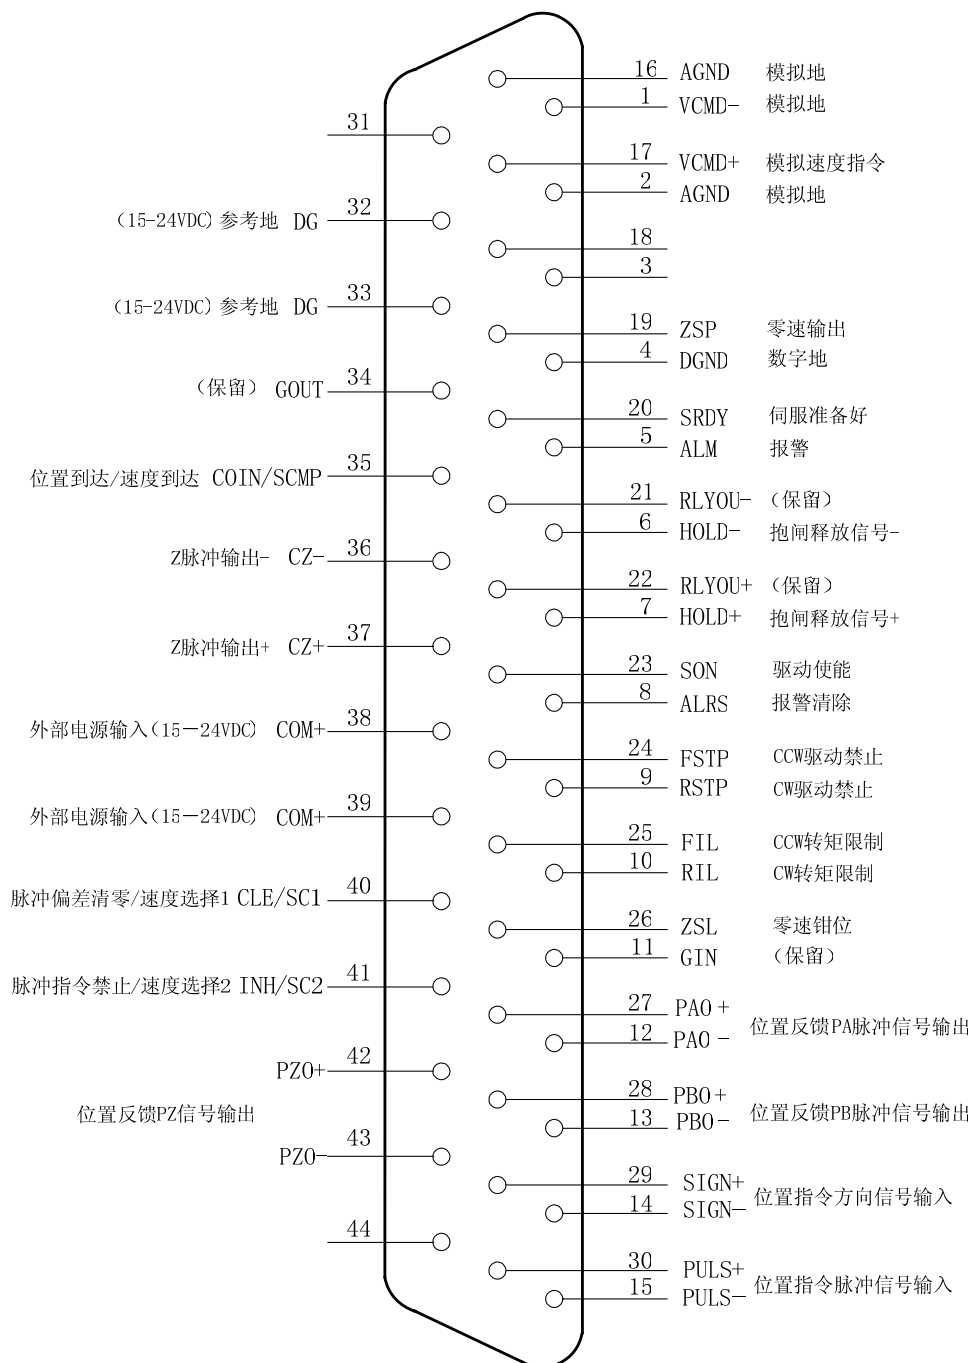 16 AGND 模拟地
1 VCMD- 模拟地
31
17 VCMD+ 模拟速度指令
2 AGND 模拟地
(15-24VDC)参考地 DG 32
18
3
(15-24VDC)参考地 DG 33
19 ZSP 零速输出
4 DGND 数字地
(保留) GOUT 34
20 SRDY 伺服准备好
5 ALM 报警
位置到达/速度到达 COIN/SCMP 35
21 RLYOU- (保留)
6 HOLD- 抱闸释放信号-
Z脉冲输出- CZ- 36
22 RLYOU+ (保留)
7 HOLD+ 抱闸释放信号+
Z脉冲输出+ CZ+ 37
23 SON 驱动使能
8 ALRS 报警清除
外部电源输入(15-24VDC) COM+ 38
24 FSTP CCW驱动禁止
9 RSTP CW驱动禁止
外部电源输入(15-24VDC) COM+ 39
25 FIL CCW转矩限制
10 RIL CW转矩限制
脉冲偏差清零/速度选择1 CLE/SC1 40
26 ZSL 零速钳位
11 GIN (保留)
脉冲指令禁止/速度选择2 INH/SC2 41
27 PAO+
位置反馈PA脉冲信号输出
12 PAO-
PZO+ 42
28 PBO+
位置反馈PB脉冲信号输出
13 PBO-
位置反馈PZ信号输出
PZO- 43
29 SIGN+
位置指令方向信号输入
14 SIGN-
44
30 PULS+
位置指令脉冲信号输入
15 PULS-